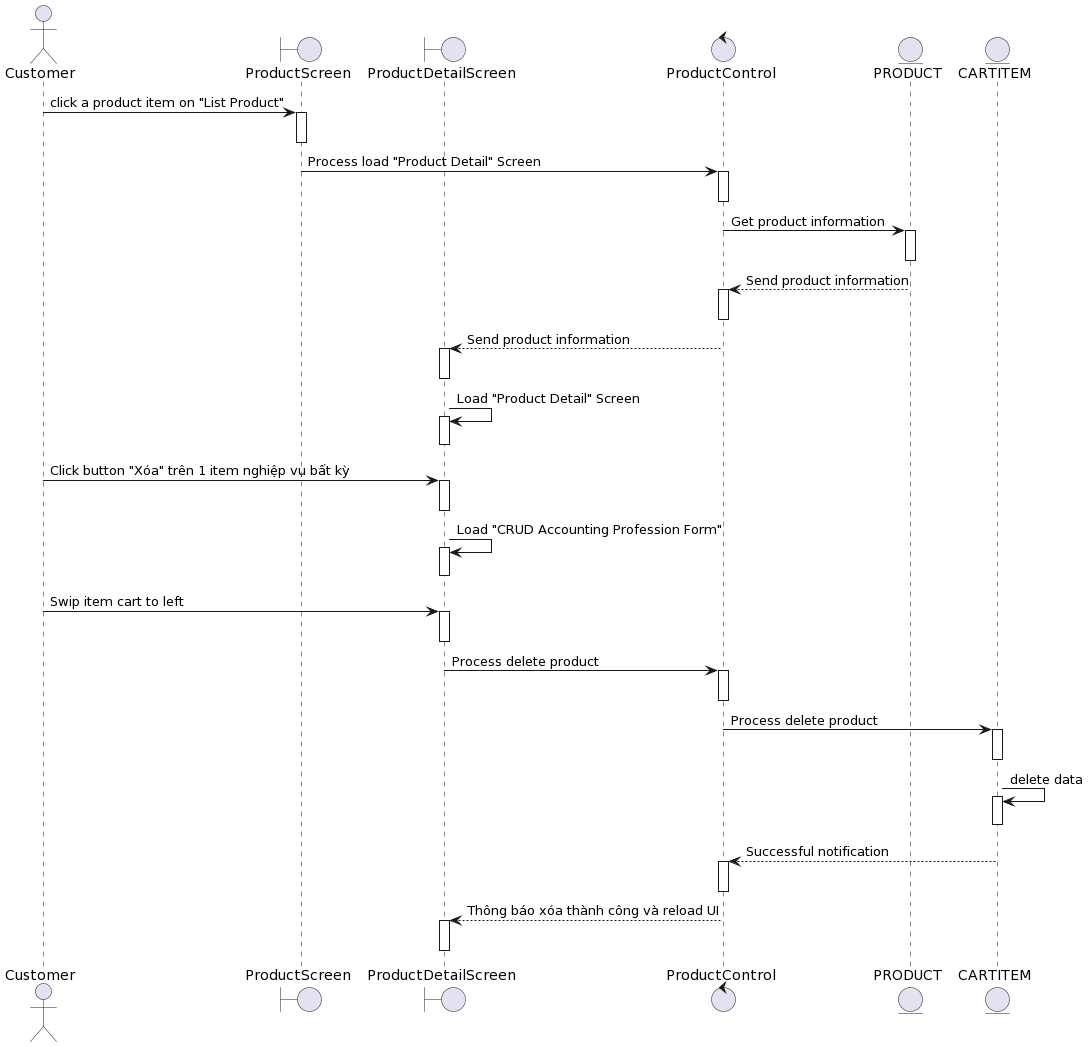 Customer
ProductScreen
ProductDetailScreen
ProductControl
PRODUCT
CARTITEM
click a product item on "List Product"
Process load "Product Detail" Screen
Get product information
Send product information
Send product information
Load "Product Detail" Screen
Click button "Xóa" trên 1 item nghiệp vụ bất kỳ
Load "CRUD Accounting Profession Form"
Swip item cart to left
Process delete product
Process delete product
delete data
Successful notification
Thông báo xóa thành công và reload UI
Customer
ProductScreen
ProductDetailScreen
ProductControl
PRODUCT
CARTITEM